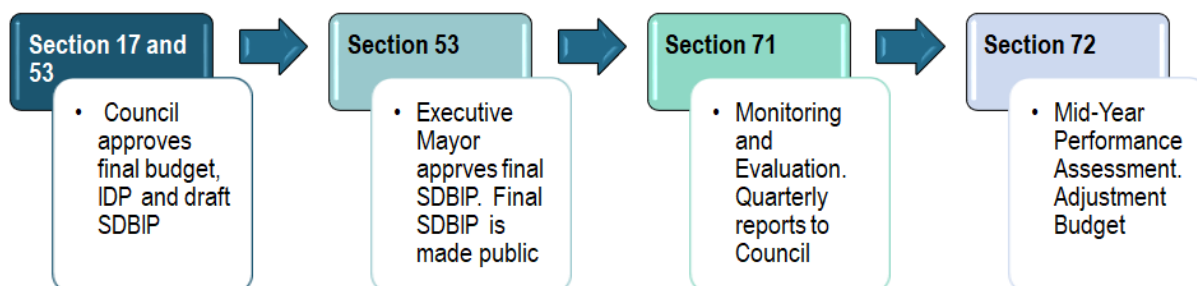 Section 17 and
53
• Council
approves
final budget,
IDP and draft
SDBIP
Section 53
• Executive
Mayor
apprves final
SDBIP. Final
SDBIP is
made public
Section 71
• Monitoring
and
Evaluation.
Quarterly
reports to
Council
Section 72
• Mid-Year
Performance
Assessment.
Adjustment
Budget